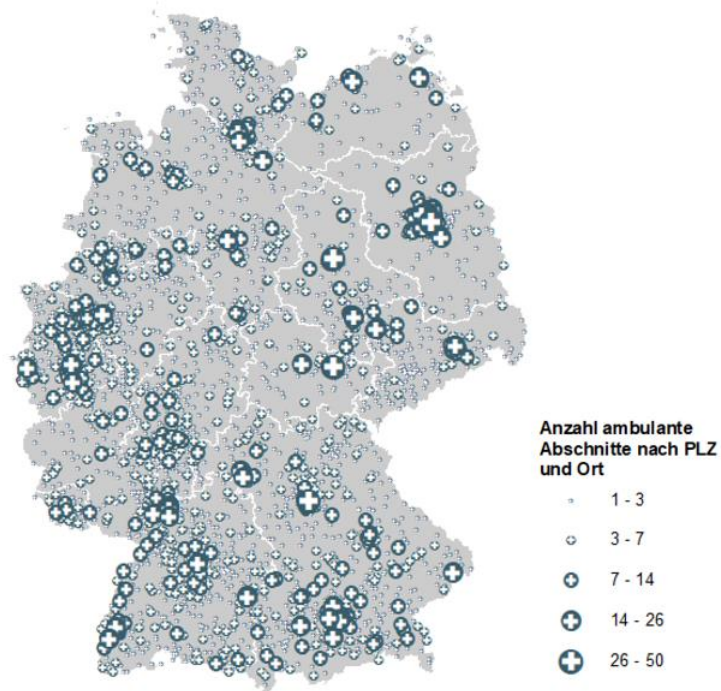 Anzahl ambulante
Abschnitte nach PLZ
und Ort
1 - 3
3 - 7
7 - 14
14 - 26
26 - 50